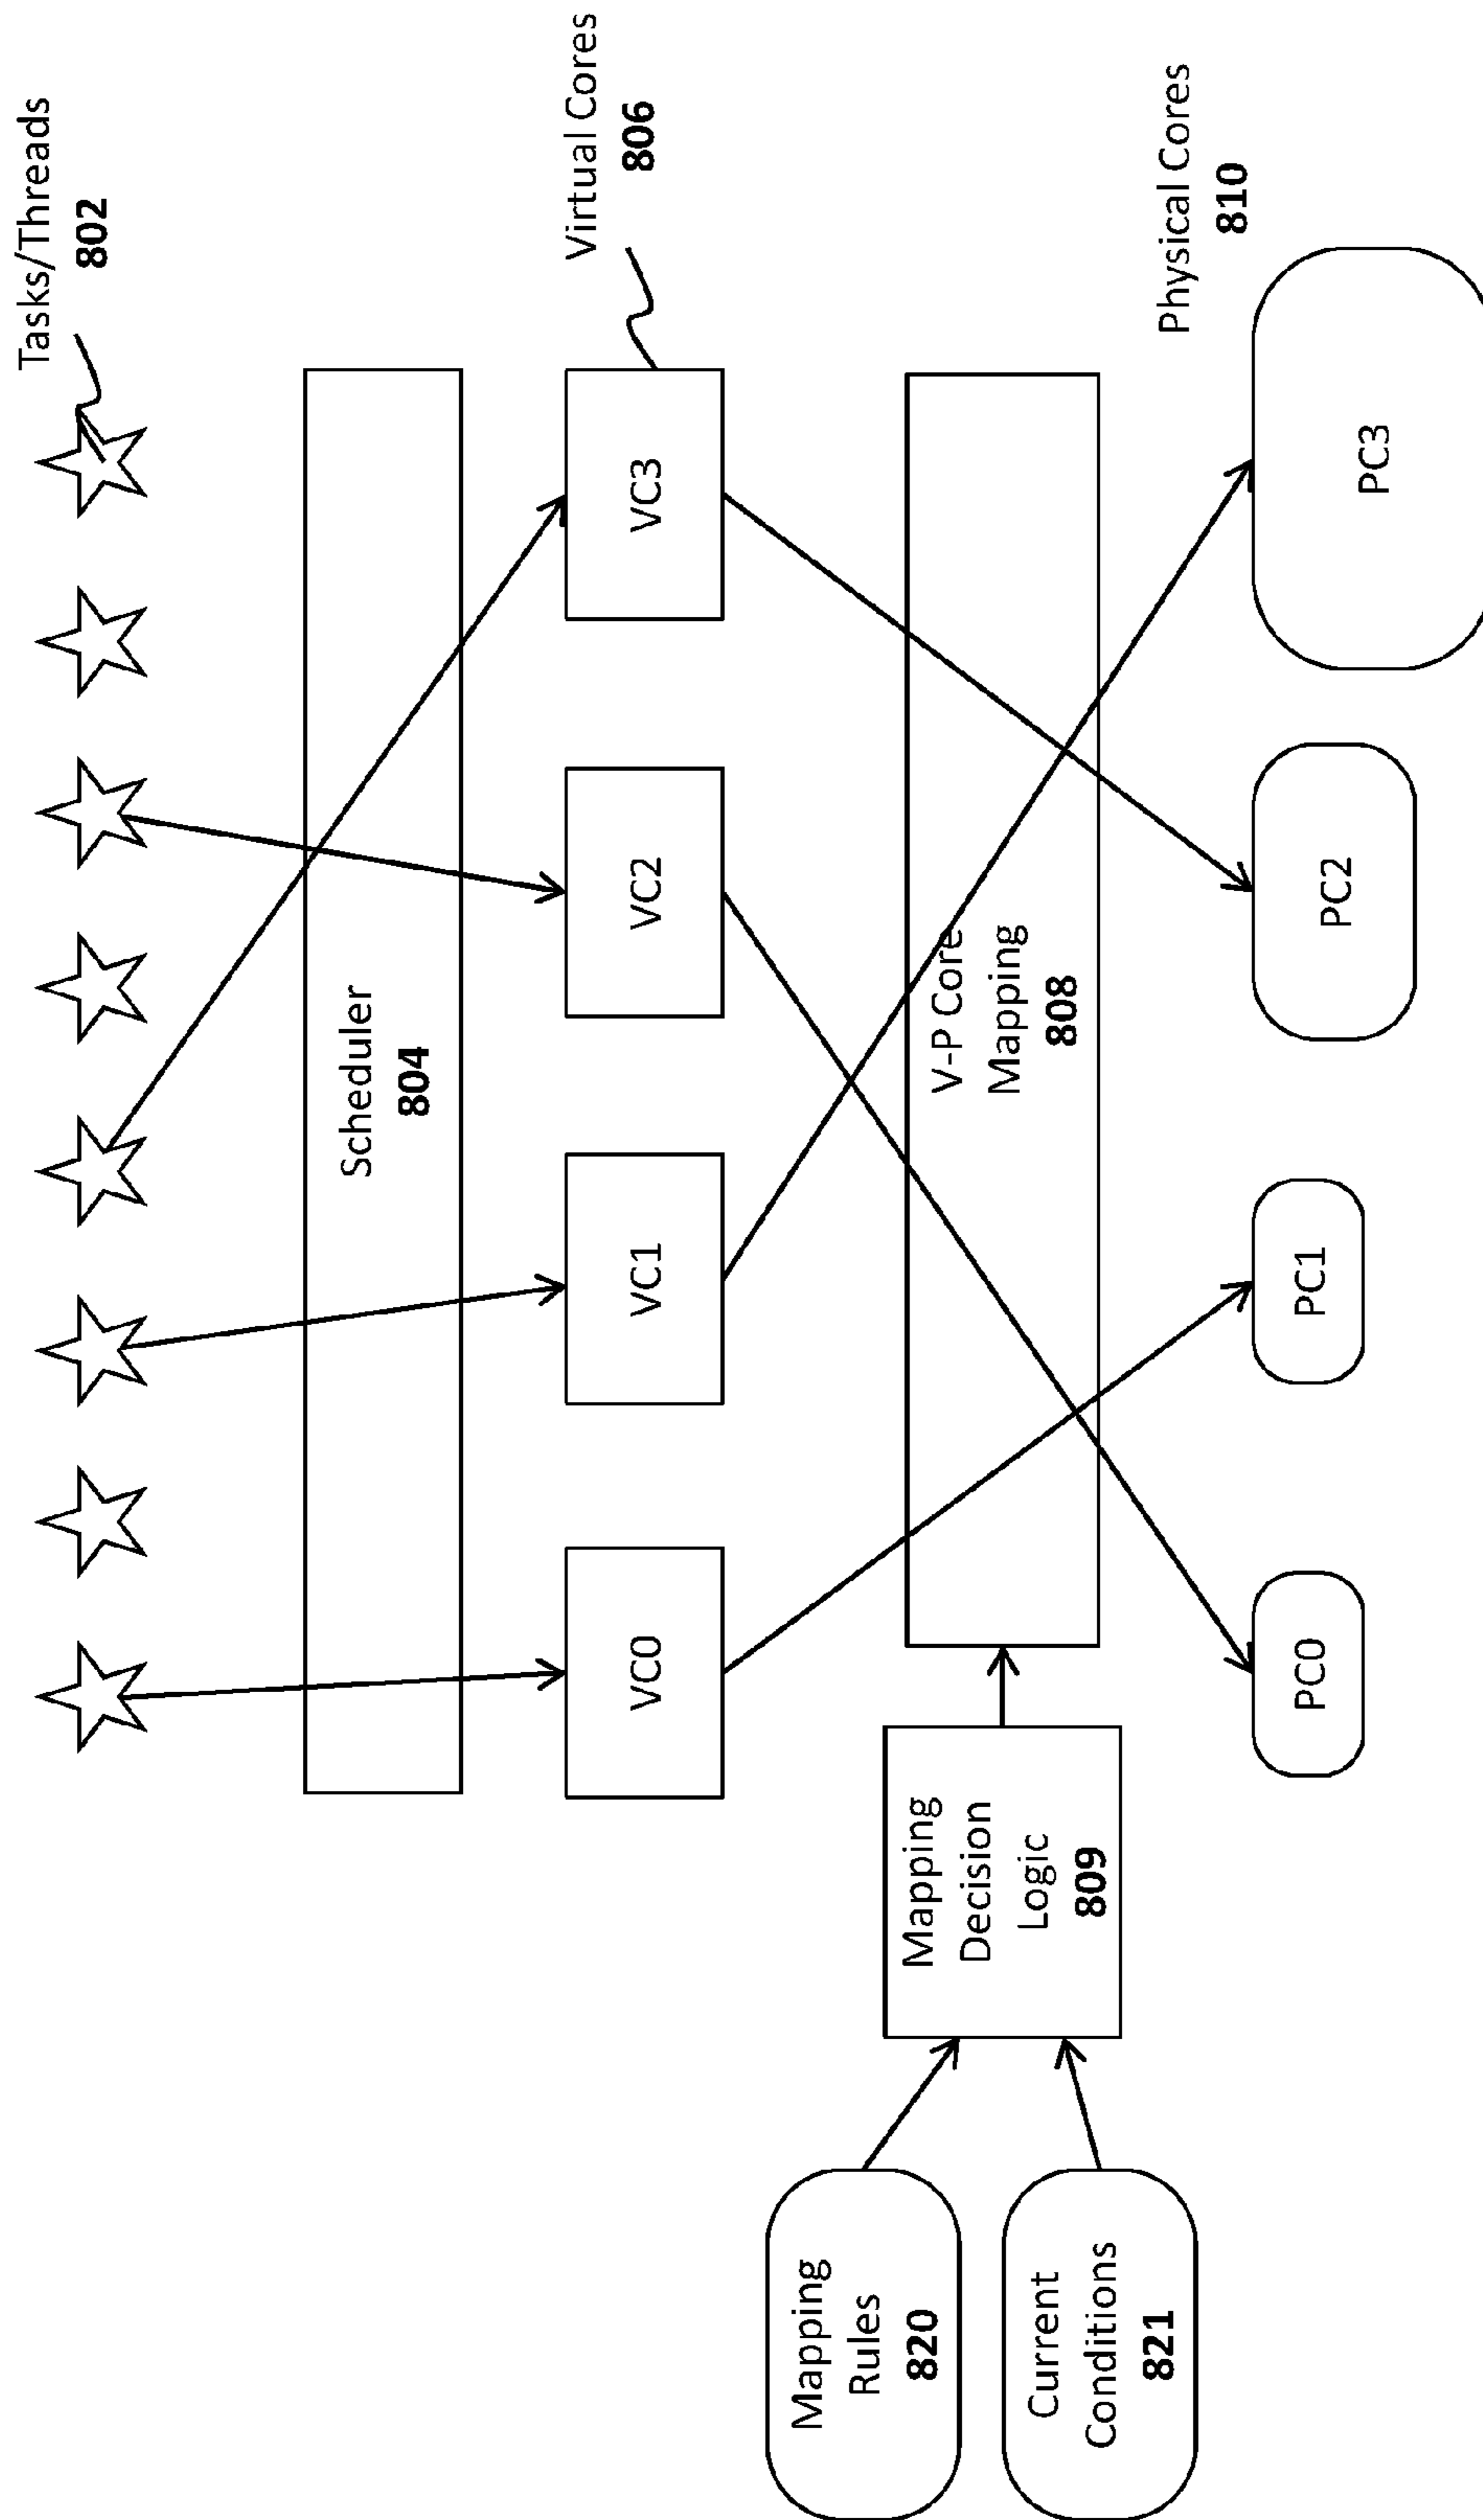 Tasks/Threads
802
Scheduler
804
Virtual Cores
806
VC0
VC1
VC2
VC3
Mapping
Rules
820
Current
Conditions
821
Mapping
Decision
Logic
809
V-P Core
Mapping
808
Physical Cores
810
PC0
PC1
PC2
PC3